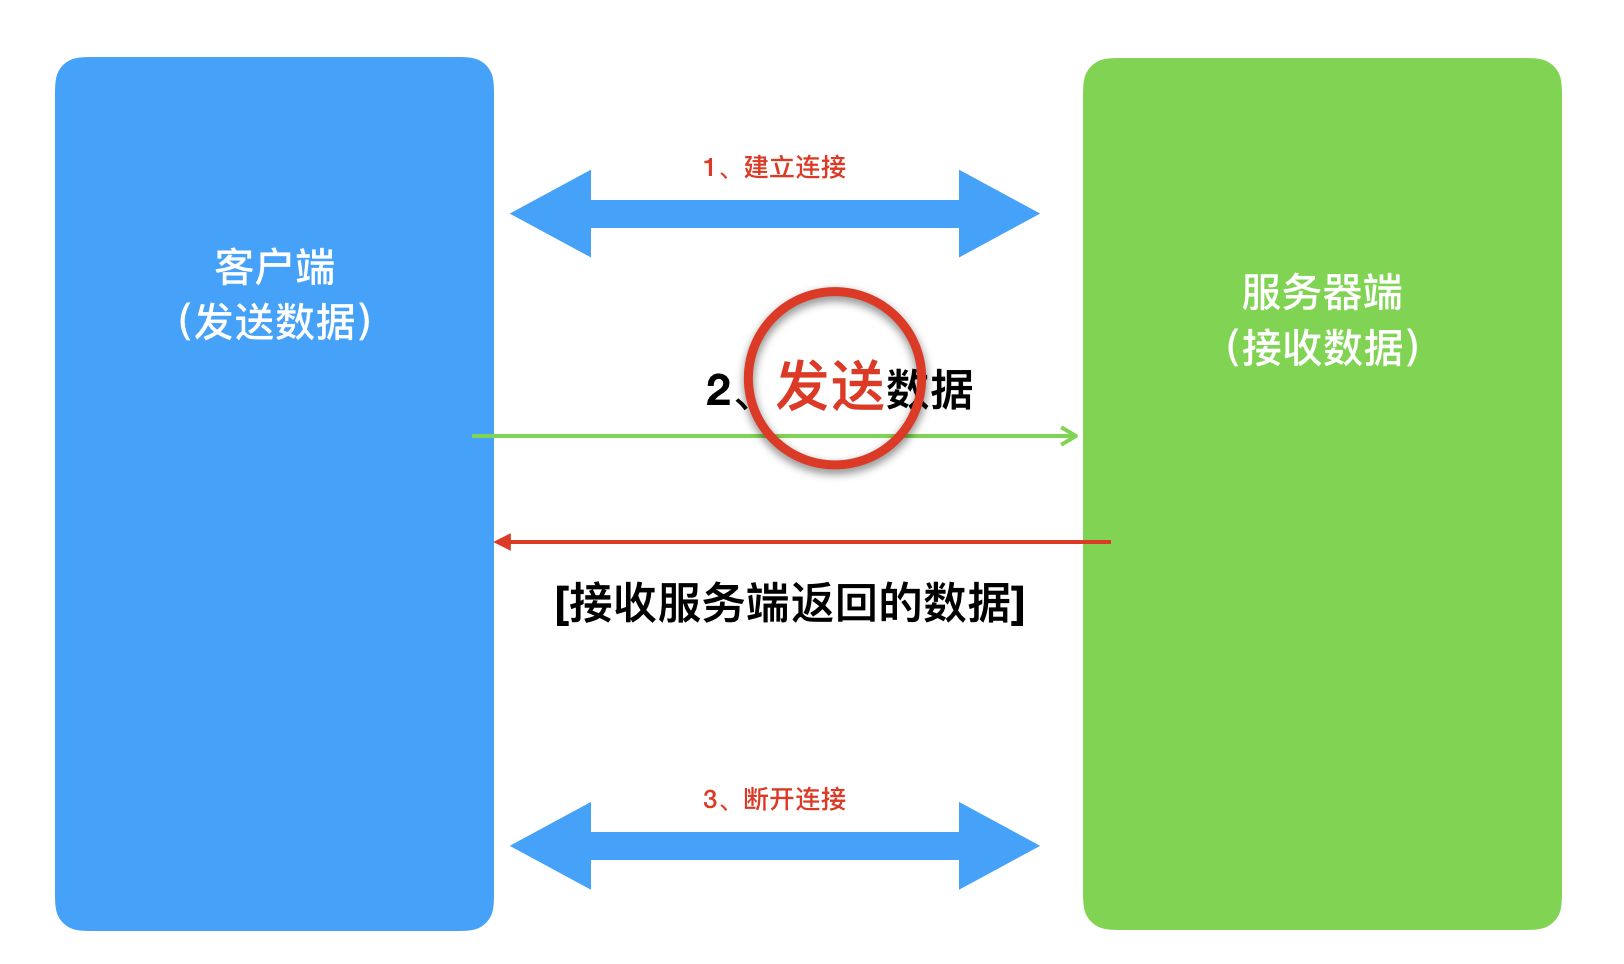 1、建立连接
客户端
（发送数据）
服务器端
（接收数据）
2、发送数据
[接收服务端返回的数据]
3、断开连接